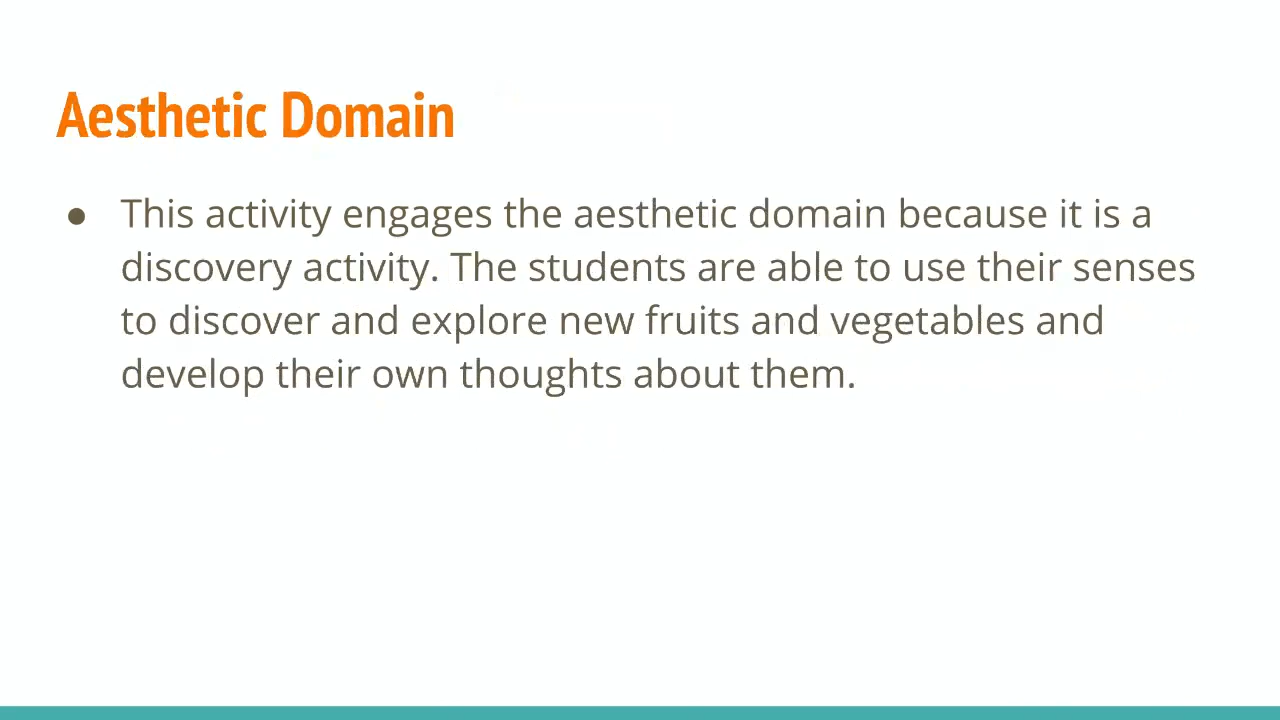 Aesthetic Domain
● This activity engages the aesthetic domain because it is a
discovery activity. The students are able to use their senses
to discover and explore new fruits and vegetables and
develop their own thoughts about them.